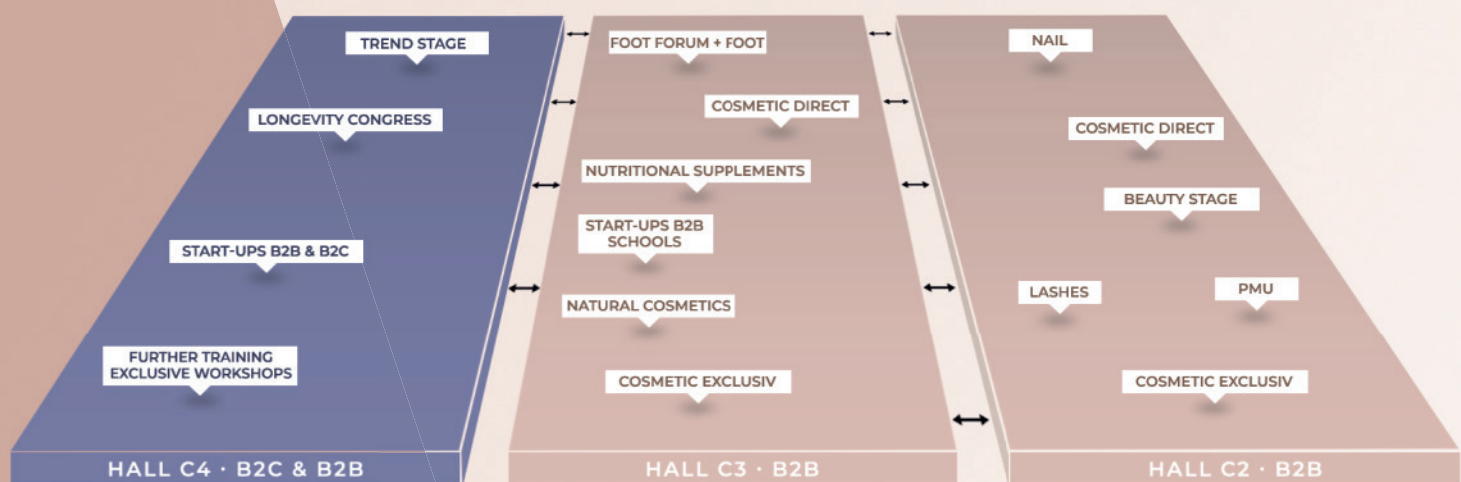 TREND STAGE
LONGEVITY CONGRESS
START-UPS B2B & B2C
FURTHER TRAINING
EXCLUSIVE WORKSHOPS
HALL C4 · B2C & B2B
FOOT FORUM + FOOT
COSMETIC DIRECT
NUTRITIONAL SUPPLEMENTS
START-UPS B2B
SCHOOLS
NATURAL COSMETICS
COSMETIC EXCLUSIV
HALL C3 · B2B
NAIL
COSMETIC DIRECT
BEAUTY STAGE
LASHES
PMU
COSMETIC EXCLUSIV
HALL C2 · B2B